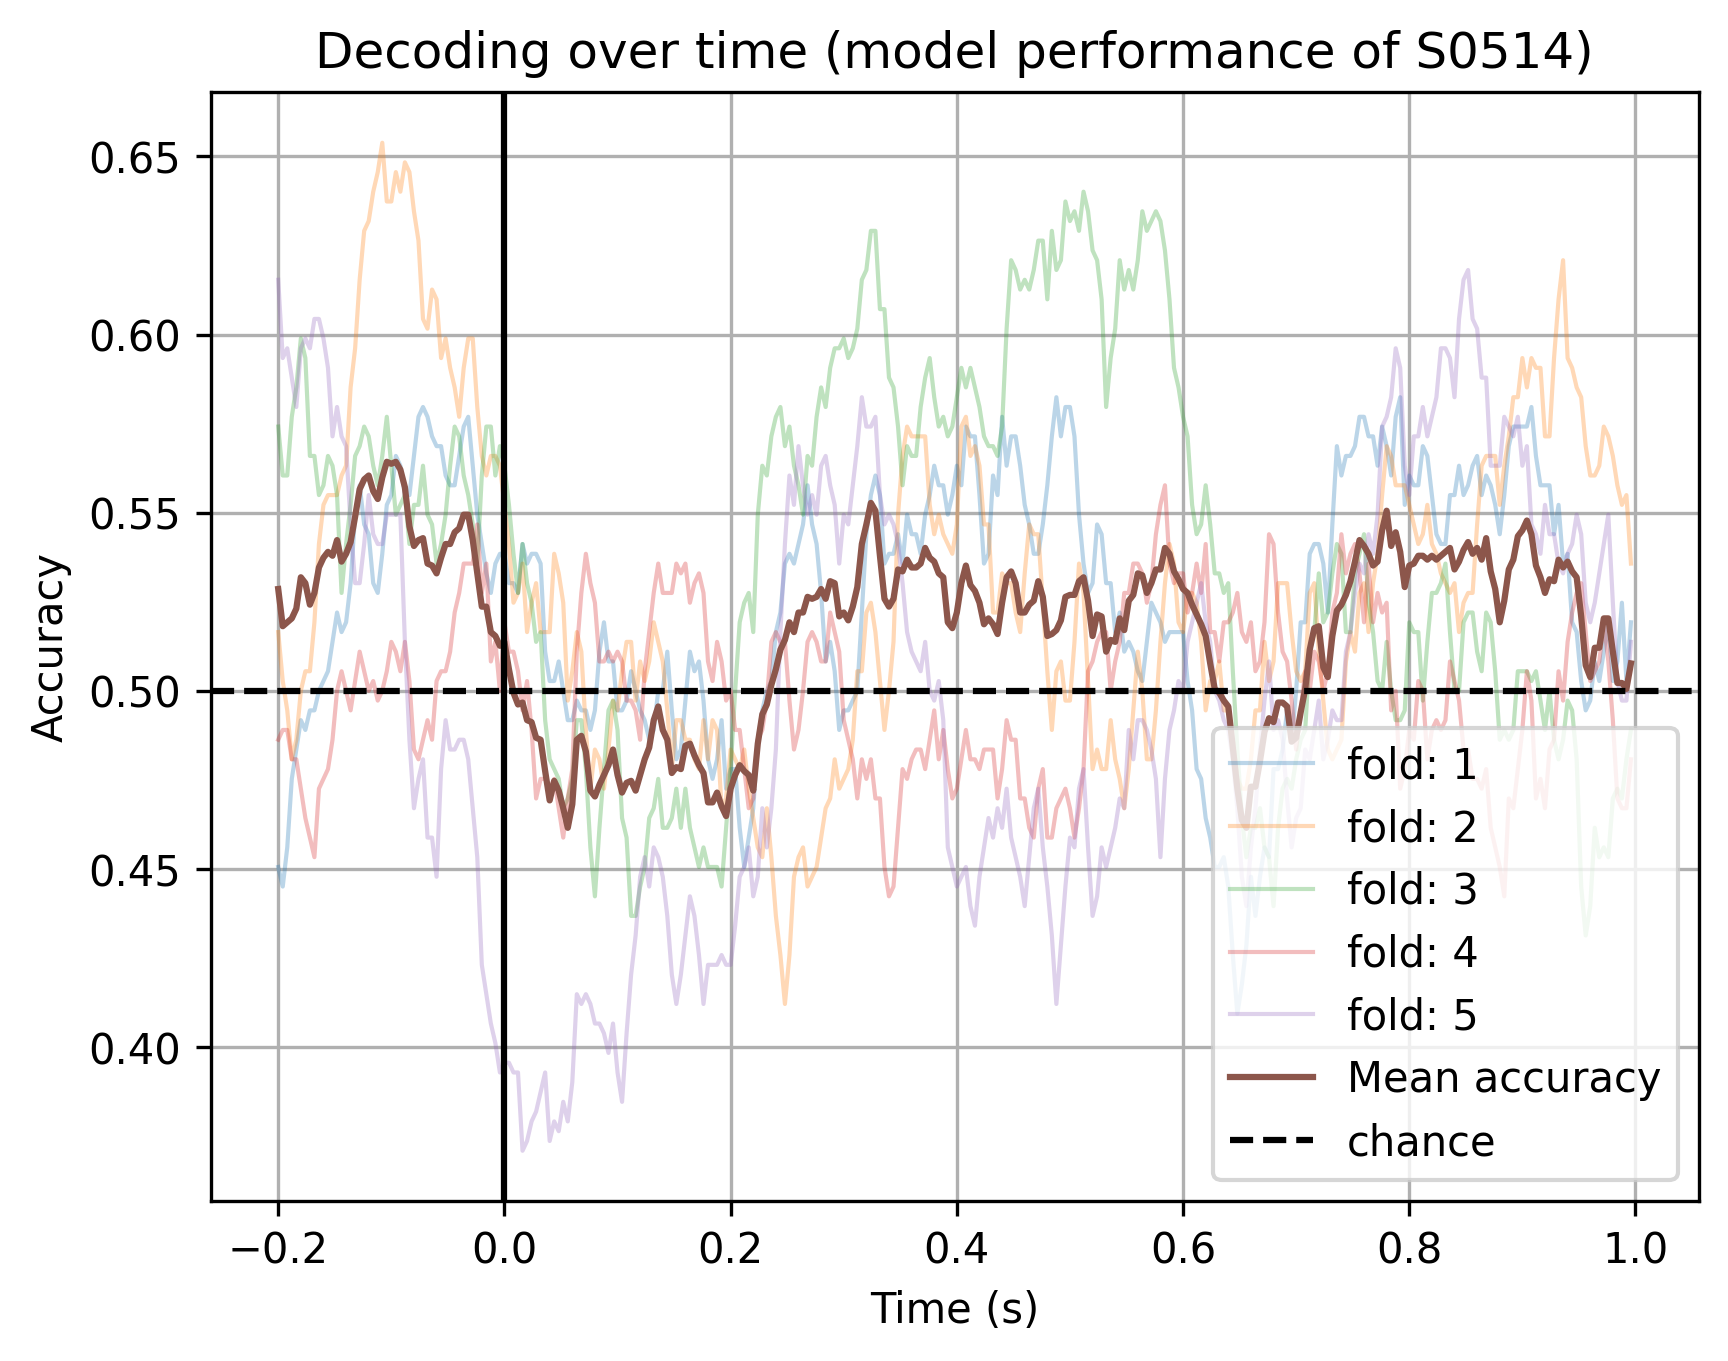 Decoding over time (model performance of S0514)
Accuracy
0.65
0.60
0.55
0.50
0.45
0.40
−0.2
0.0
0.2
0.4
0.6
0.8
1.0
Time (s)
fold: 1
fold: 2
fold: 3
fold: 4
fold: 5
Mean accuracy
chance